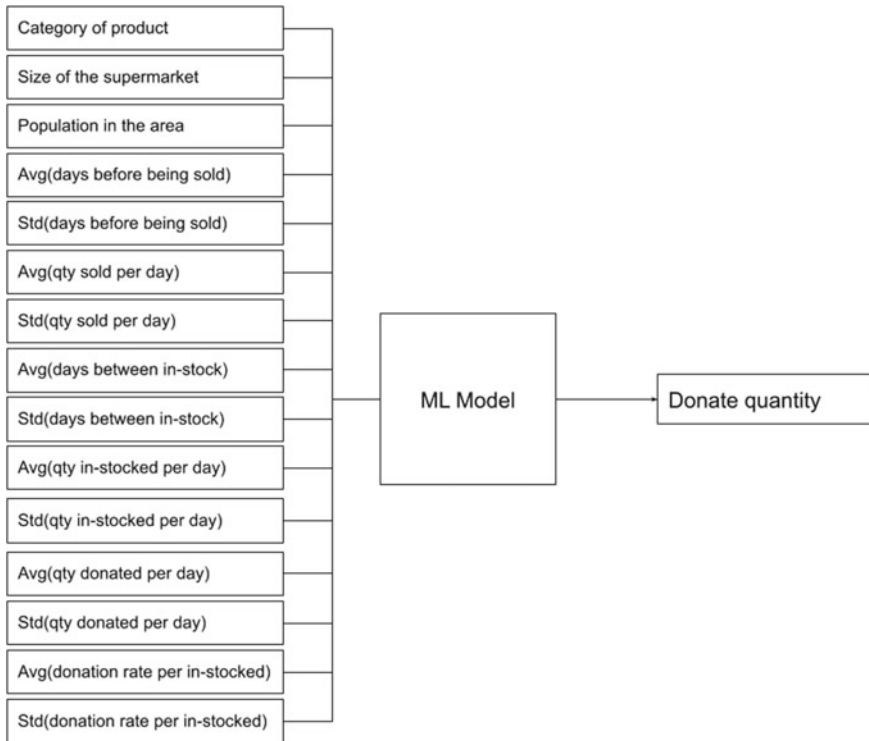 Category of product
Size of the supermarket
Population in the area
Avg(days before being sold)
Std(days before being sold)
Avg(qty sold per day)
Std(qty sold per day)
Avg(days between in-stock)
Std(days between in-stock)
Avg(qty in-stocked per day)
Std(qty in-stocked per day)
Avg(qty donated per day)
Std(qty donated per day)
Avg(donation rate per in-stocked)
Std(donation rate per in-stocked)
ML Model
Donate quantity